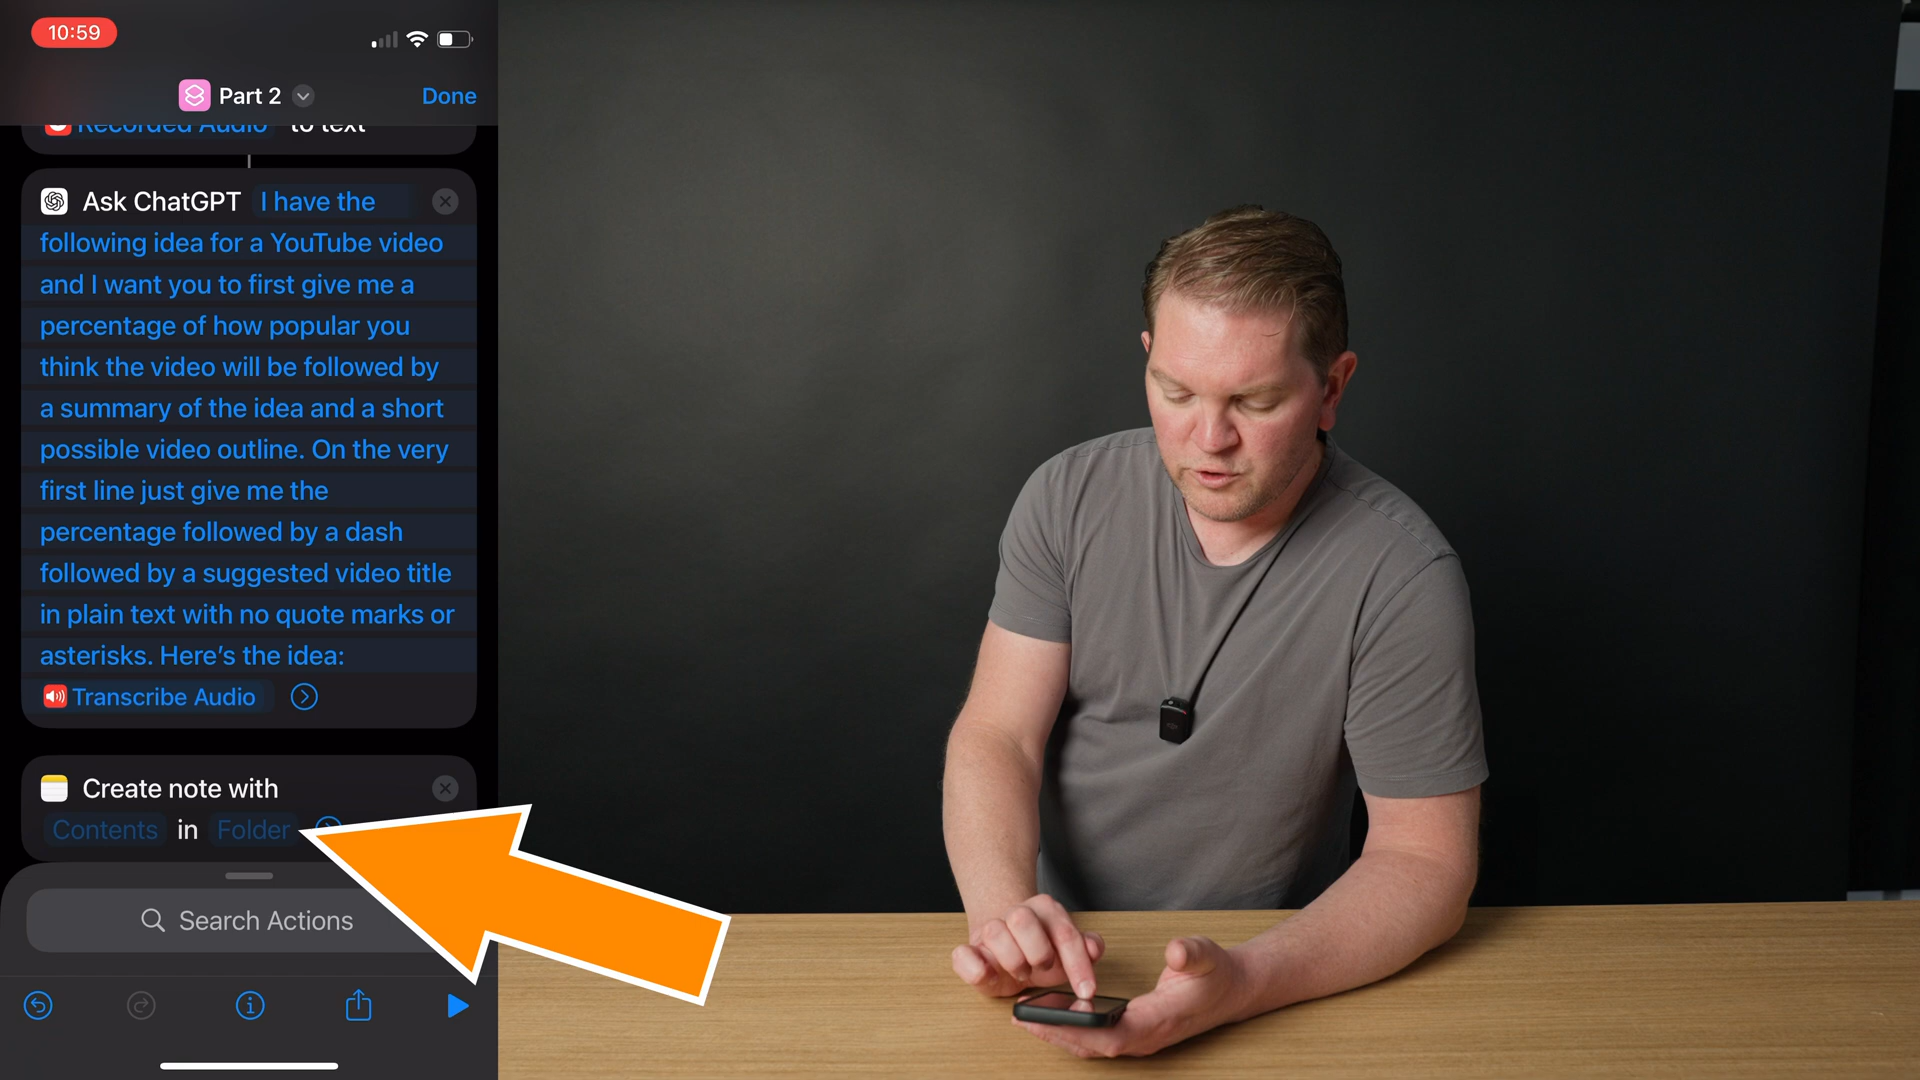 10:59
Part 2
Done
Recorded Audio to text
Ask ChatGPT I have the
following idea for a YouTube video
and I want you to first give me a
percentage of how popular you
think the video will be followed by
a summary of the idea and a short
possible video outline. On the very
first line just give me the
percentage followed by a dash
followed by a suggested video title
in plain text with no quote marks or
asterisks. Here’s the idea:
Transcribe Audio
Create note with
Contents in Folder
Search Actions